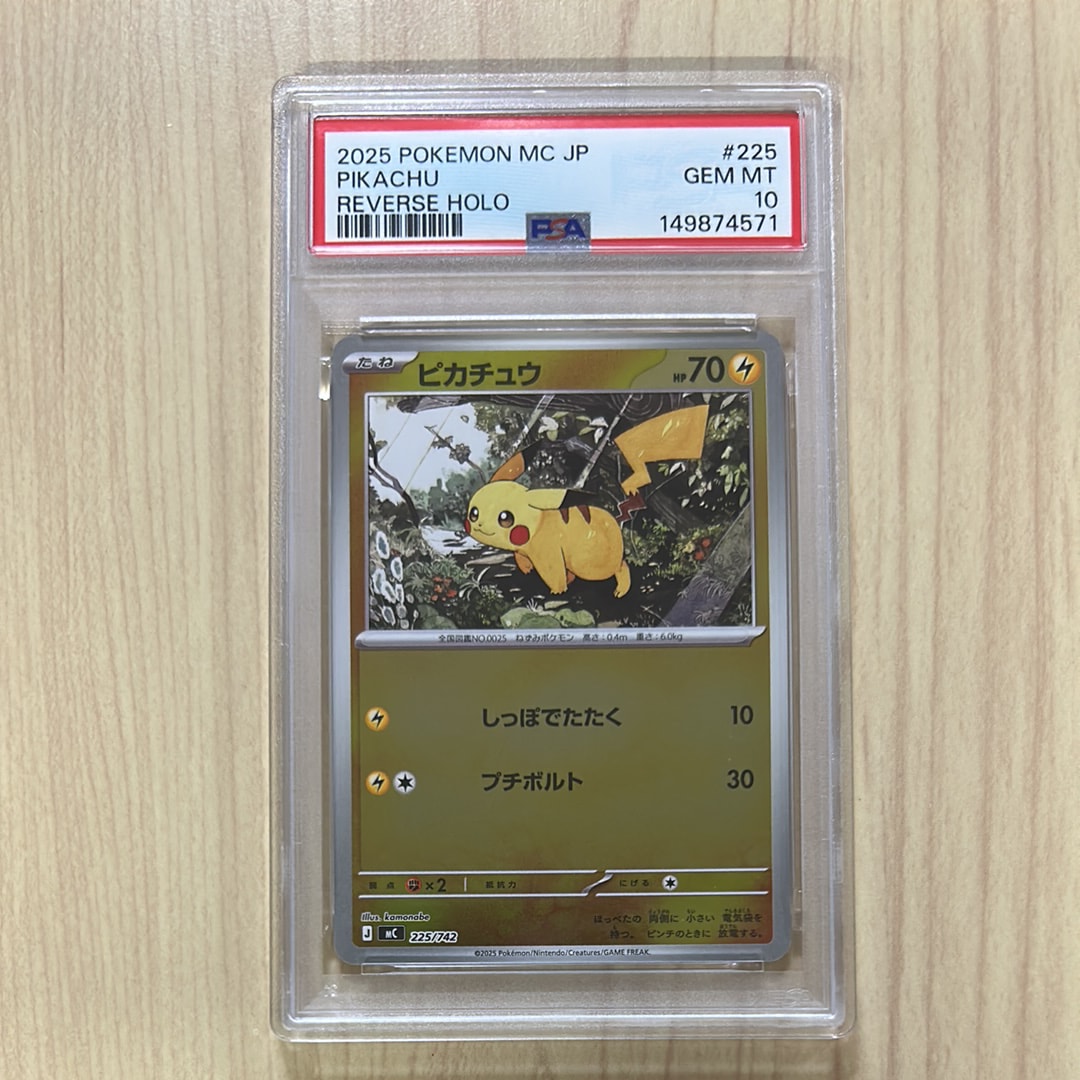 2025 POKEMON MC JP #225
PIKACHU GEM MT
REVERSE HOLO 10
PSA 149874571
たね ピカチュウ HP70
全国図鑑NO.0025 ねずみポケモン 高さ:0.4m 重さ:6.0kg
しっぽでたたく 10
プチボルト 30
弱点 ×2 抵抗力 にげる
Illus. kamonabe
ほっぺたの両側に小さい電気袋を
持つ。ピンチのときに放電する。
J MC 225/742
©2025 Pokémon/Nintendo/Creatures/GAME FREAK.